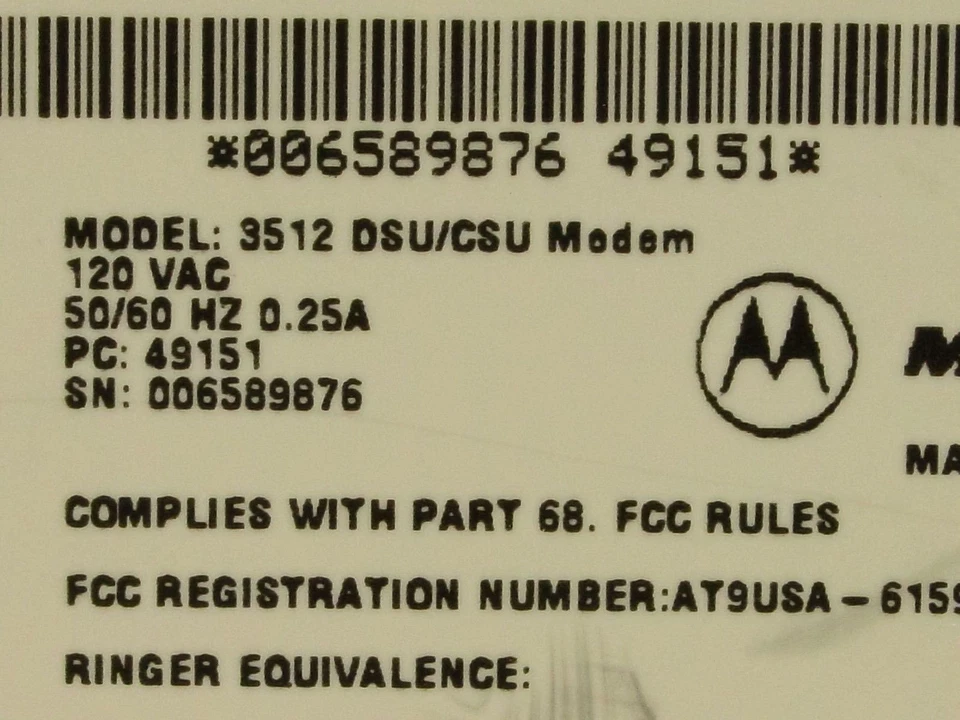 *006589876 49151*
MODEL: 3512 DSU/CSU Modem
120 VAC
50/60 HZ 0.25A
PC: 49151
SN: 006589876
COMPLIES WITH PART 68. FCC RULES
FCC REGISTRATION NUMBER:AT9USA – 6159
RINGER EQUIVALENCE: